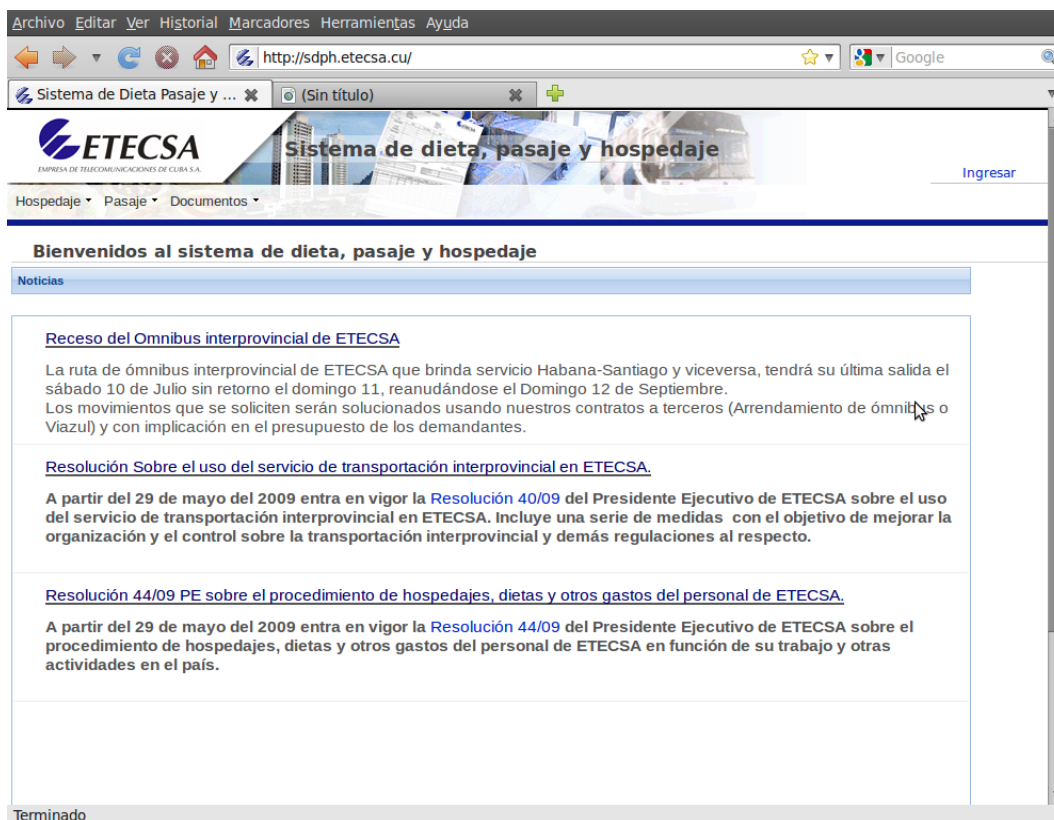 Archivo Editar Ver Historial Marcadores Herramientas Ayuda
http://sdph.etecsa.cu/
Google
Sistema de Dieta Pasaje y ...
(Sin título)
ETECSA
EMPRESA DE TELECOMUNICACIONES DE CUBA S.A.
Sistema de dieta, pasaje y hospedaje
Ingresar
Hospedaje Pasaje Documentos
Bienvenidos al sistema de dieta, pasaje y hospedaje
Noticias
Receso del Omnibus interprovincial de ETECSA
La ruta de ómnibus interprovincial de ETECSA que brinda servicio Habana-Santiago y viceversa, tendrá su última salida el
sábado 10 de Julio sin retorno el domingo 11, reanudándose el Domingo 12 de Septiembre.
Los movimientos que se soliciten serán solucionados usando nuestros contratos a terceros (Arrendamiento de ómnibus o
Viazul) y con implicación en el presupuesto de los demandantes.
Resolución Sobre el uso del servicio de transportación interprovincial en ETECSA.
A partir del 29 de mayo del 2009 entra en vigor la Resolución 40/09 del Presidente Ejecutivo de ETECSA sobre el uso
del servicio de transportación interprovincial en ETECSA. Incluye una serie de medidas con el objetivo de mejorar la
organización y el control sobre la transportación interprovincial y demás regulaciones al respecto.
Resolución 44/09 PE sobre el procedimiento de hospedajes, dietas y otros gastos del personal de ETECSA.
A partir del 29 de mayo del 2009 entra en vigor la Resolución 44/09 del Presidente Ejecutivo de ETECSA sobre el
procedimiento de hospedajes, dietas y otros gastos del personal de ETECSA en función de su trabajo y otras
actividades en el país.
Terminado